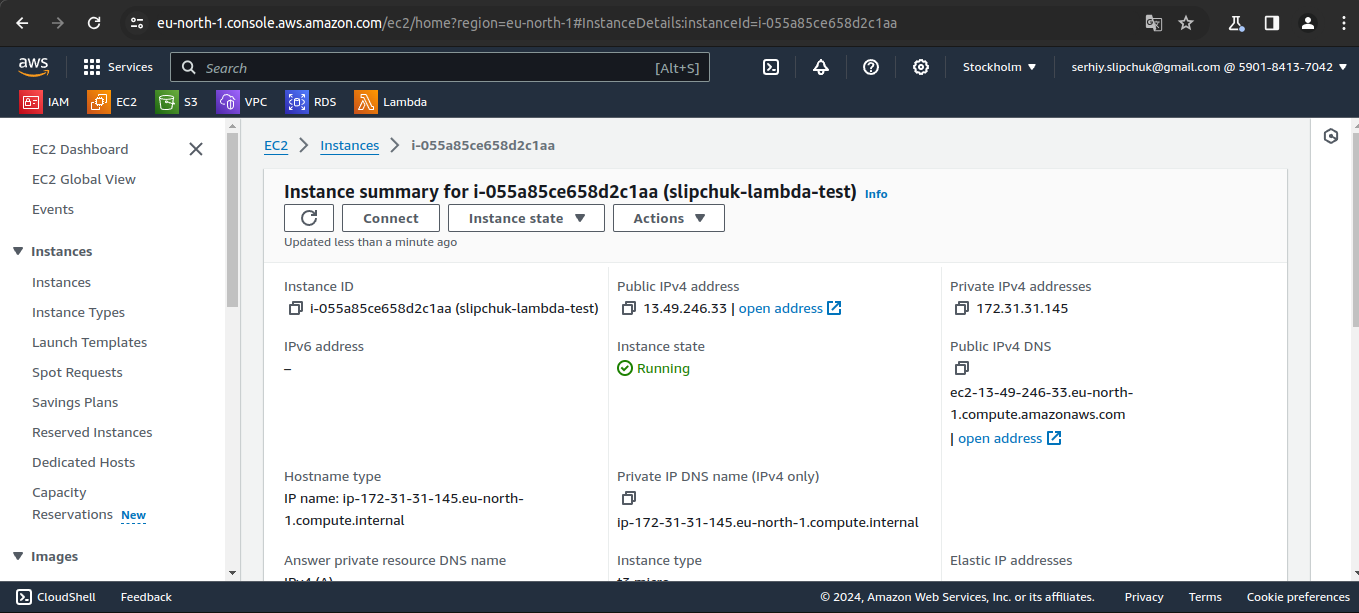 eu-north-1.console.aws.amazon.com/ec2/home?region=eu-north-1#InstanceDetails:instanceId=i-055a85ce658d2c1aa
aws Services Search [Alt+S] Stockholm serhiy.slipchuk@gmail.com @ 5901-8413-7042
IAM EC2 S3 VPC RDS Lambda
EC2 Dashboard
EC2 Global View
Events
Instances
Instances
Instance Types
Launch Templates
Spot Requests
Savings Plans
Reserved Instances
Dedicated Hosts
Capacity
Reservations New
Images
EC2 Instances i-055a85ce658d2c1aa
Instance summary for i-055a85ce658d2c1aa (slipchuk-lambda-test) Info
Connect Instance state Actions
Updated less than a minute ago
Instance ID
i-055a85ce658d2c1aa (slipchuk-lambda-test)
Public IPv4 address
13.49.246.33 | open address
Private IPv4 addresses
172.31.31.145
IPv6 address
–
Instance state
Running
Public IPv4 DNS
ec2-13-49-246-33.eu-north-
1.compute.amazonaws.com
| open address
Hostname type
IP name: ip-172-31-31-145.eu-north-
1.compute.internal
Private IP DNS name (IPv4 only)
ip-172-31-31-145.eu-north-1.compute.internal
Answer private resource DNS name
IPv4 (A)
Instance type
t3.micro
Elastic IP addresses
CloudShell Feedback © 2024, Amazon Web Services, Inc. or its affiliates. Privacy Terms Cookie preferences